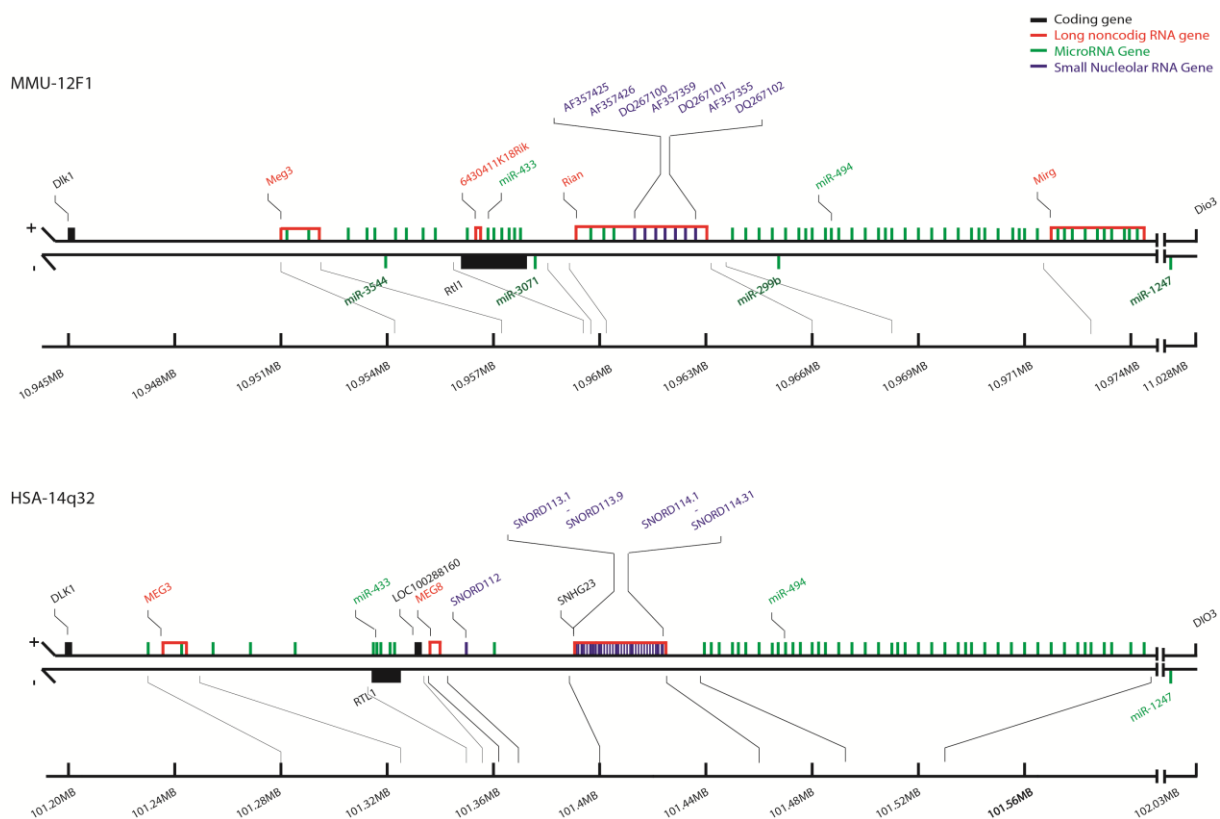 Coding gene
Long noncodig RNA gene
MicroRNA Gene
Small Nucleolar RNA Gene
MMU-12F1
AF357425
AF357426
DQ267100
AF357359
DQ267101
AF357355
DQ267102
Dlk1
Meg3
6430411K18Rik
miR-433
Rian
miR-494
Mirg
Dio3
+
-
miR-3544
Rtl1
miR-3071
miR-299b
miR-1247
10.945MB
10.948MB
10.951MB
10.954MB
10.957MB
10.96MB
10.963MB
10.966MB
10.969MB
10.971MB
10.974MB
11.028MB
HSA-14q32
SNORD113.1
-
SNORD113.9
SNORD114.1
-
SNORD114.31
DLK1
MEG3
miR-433
LOC100288160
MEG8
SNORD112
SNHG23
miR-494
DIO3
+
-
RTL1
miR-1247
101.20MB
101.24MB
101.28MB
101.32MB
101.36MB
101.4MB
101.44MB
101.48MB
101.52MB
101.56MB
102.03MB